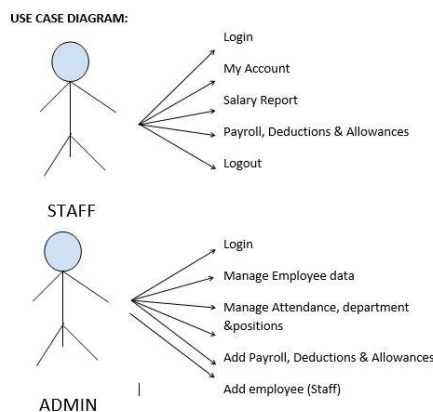 USE CASE DIAGRAM:
Login
My Account
Salary Report
Payroll, Deductions & Allowances
Logout
STAFF
Login
Manage Employee data
Manage Attendance, department
&positions
Add Payroll, Deductions & Allowances
Add employee (Staff)
ADMIN